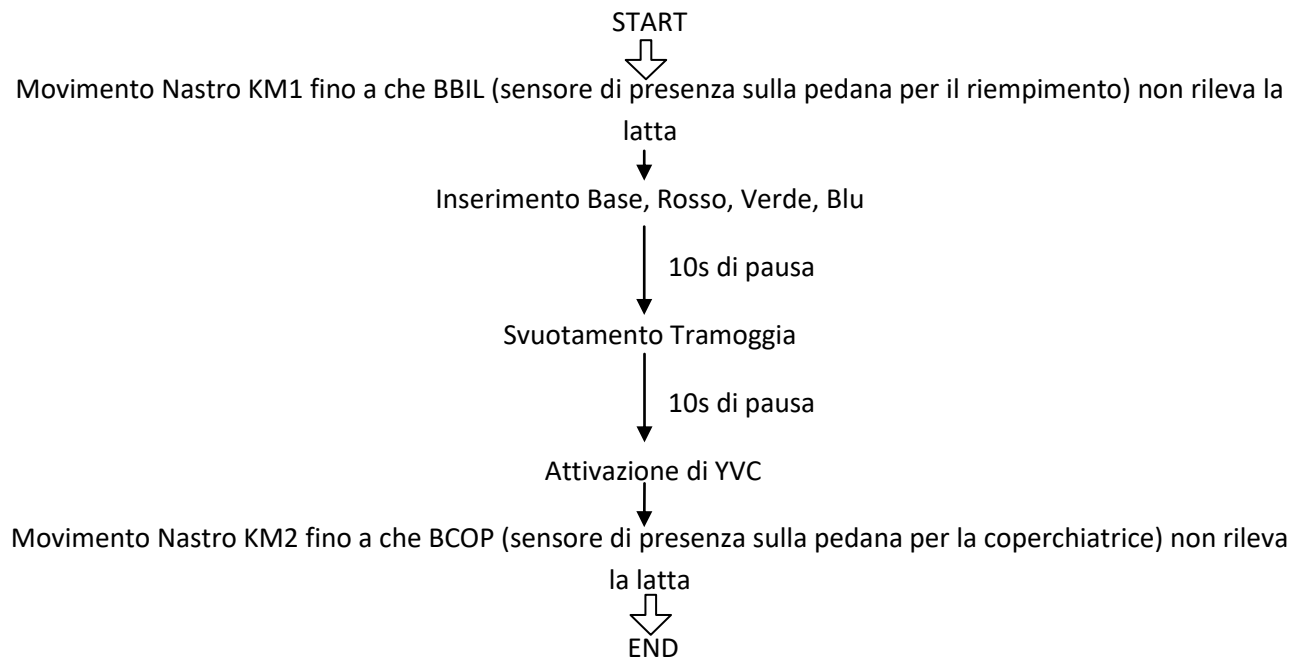 START
Movimento Nastro KM1 fino a che BBIL (sensore di presenza sulla pedana per il riempimento) non rileva la
latta
Inserimento Base, Rosso, Verde, Blu
10s di pausa
Svuotamento Tramoggia
10s di pausa
Attivazione di YVC
Movimento Nastro KM2 fino a che BCOP (sensore di presenza sulla pedana per la coperchiatrice) non rileva
la latta
END